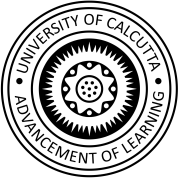 UNIVERSITY OF CALCUTTA
ADVANCEMENT OF LEARNING